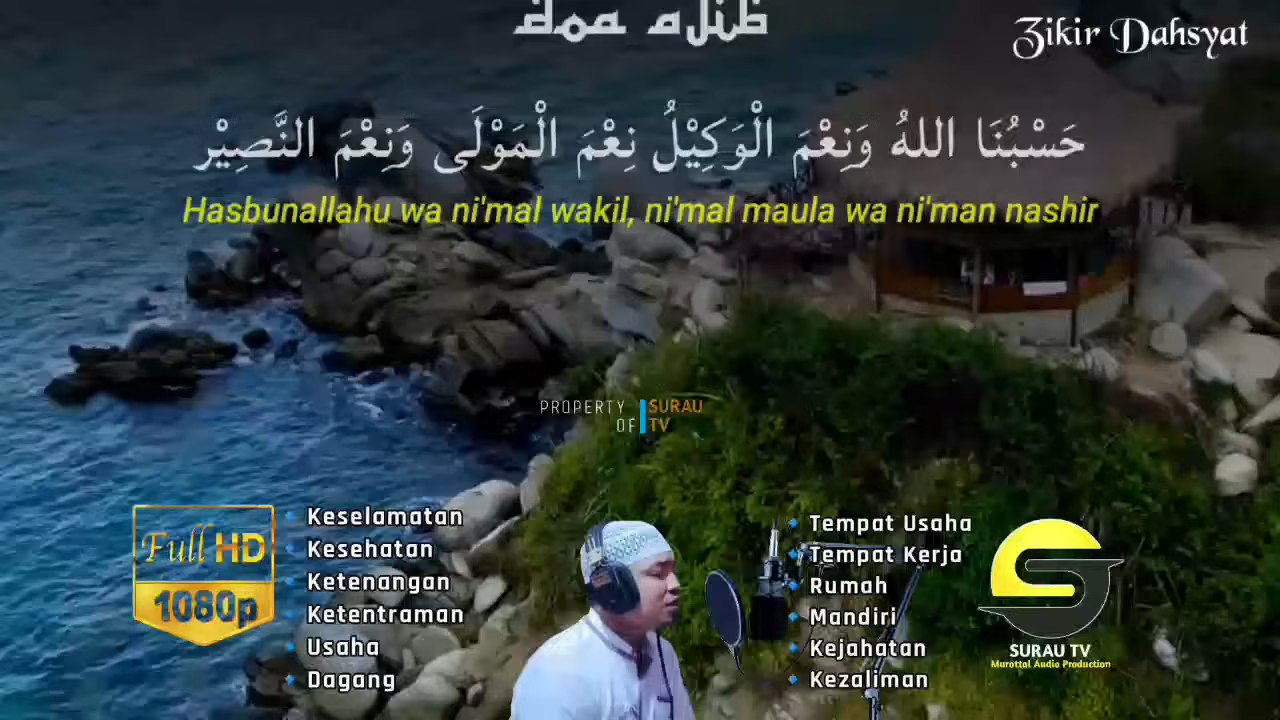 doa ajib
Zikir Dahsyat
حَسْبُنَا اللهُ وَنِعْمَ الْوَكِيْلُ نِعْمَ الْمَوْلَى وَنِعْمَ النَّصِيْرُ
Hasbunallahu wa ni'mal wakil, ni'mal maula wa ni'man nashir
PROPERTY OF SURAU TV
Full HD
1080p
Keselamatan
Kesehatan
Ketenangan
Ketentraman
Usaha
Dagang
Tempat Usaha
Tempat Kerja
Rumah
Mandiri
Kejahatan
Kezaliman
SURAU TV
Murottal Audio Production